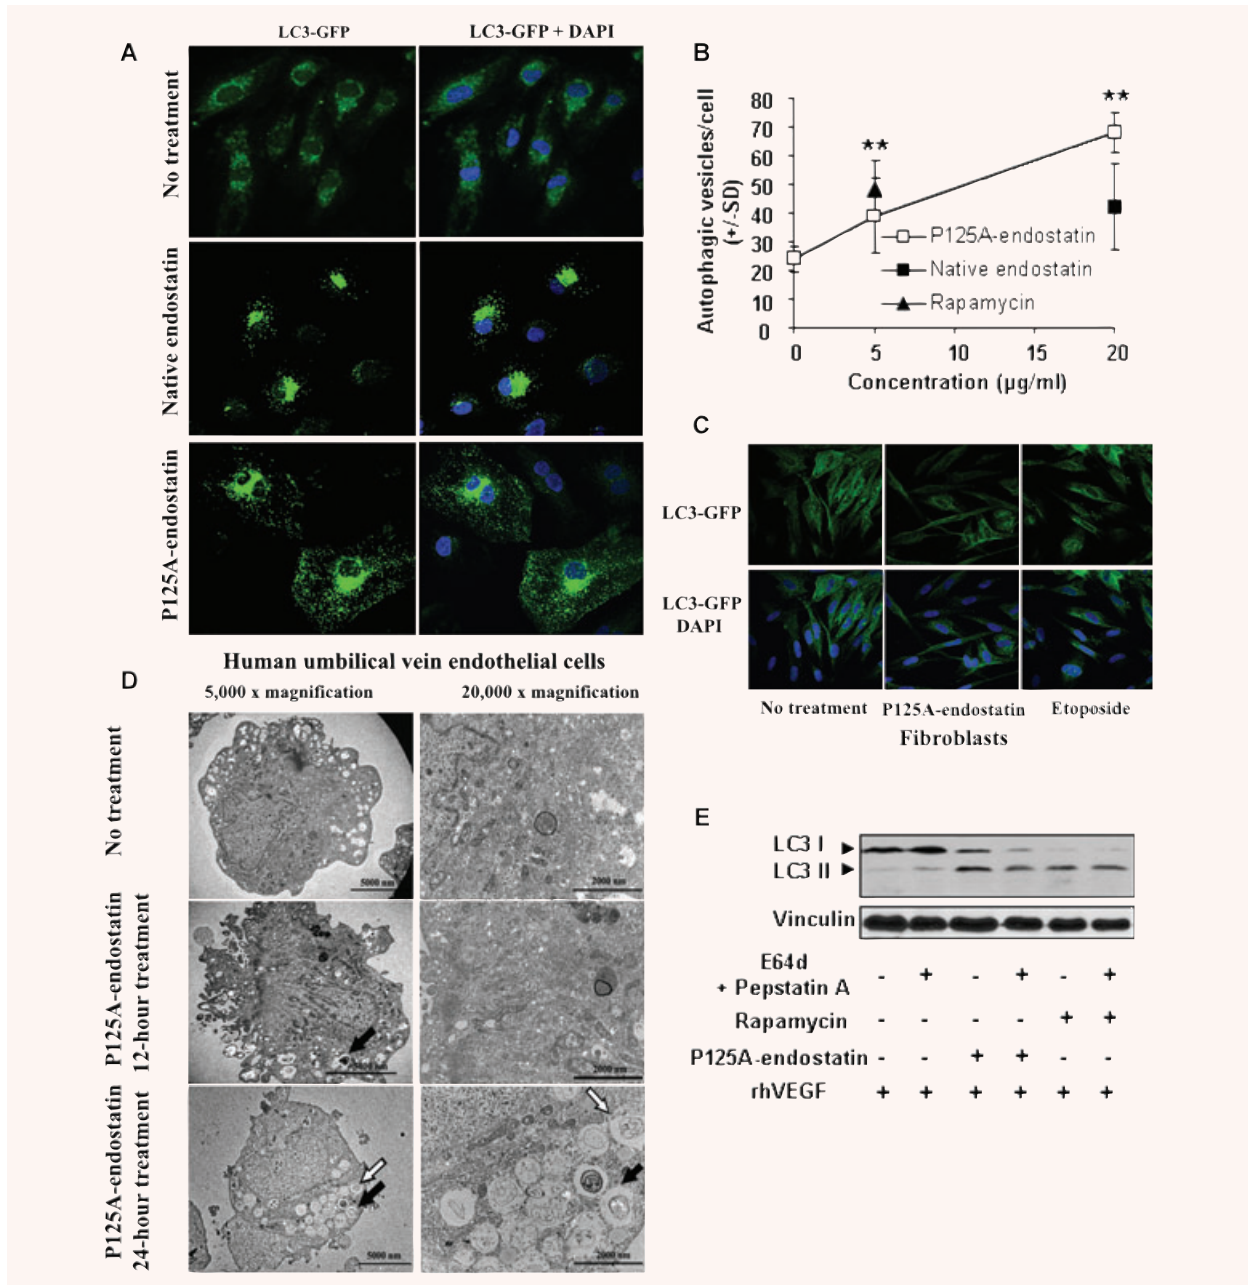 A
LC3-GFP
LC3-GFP + DAPI
No treatment
Native endostatin
P125A-endostatin
Human umbilical vein endothelial cells
B
Autophagic vesicles/cell
(+/-SD)
80
70
60
50
40
30
20
10
0
**
**
P125A-endostatin
Native endostatin
Rapamycin
0
5
10
15
20
Concentration (µg/ml)
C
LC3-GFP
LC3-GFP
DAPI
No treatment
P125A-endostatin
Etoposide
Fibroblasts
D
5,000 x magnification
20,000 x magnification
No treatment
5000 nm
2000 nm
P125A-endostatin
12-hour treatment
5000 nm
2000 nm
P125A-endostatin
24-hour treatment
5000 nm
2000 nm
E
LC3 I
LC3 II
Vinculin
E64d
+ Pepstatin A
- + - + - +
Rapamycin - - - - + +
P125A-endostatin - - + + - -
rhVEGF + + + + + +